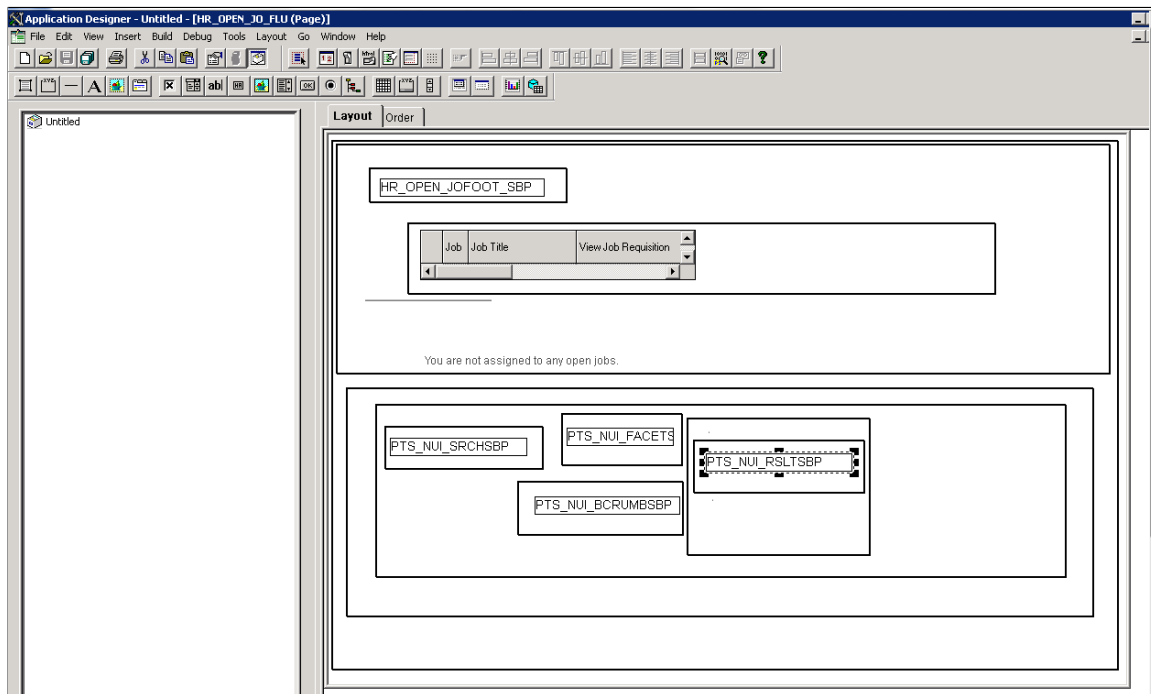 Application Designer - Untitled - [HR_OPEN_JO_FLU (Page)]
File Edit View Insert Build Debug Tools Layout Go Window Help
Untitled
Layout Order
HR_OPEN_JOFOOT_SBP
Job Job Title View Job Requisition
You are not assigned to any open jobs.
PTS_NUI_SRCHSBP
PTS_NUI_FACETS
PTS_NUI_RSLTSBP
PTS_NUI_BCRUMBSBP